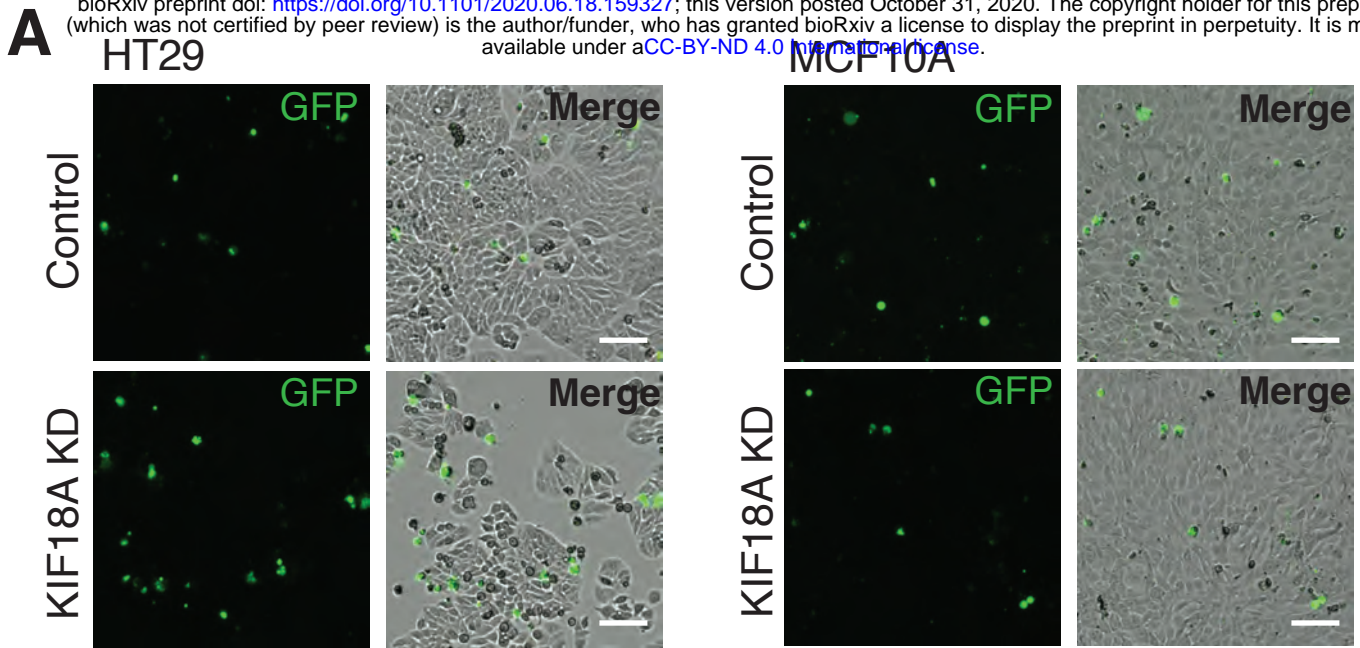 bioRxiv preprint doi: https://doi.org/10.1101/2020.06.18.159327; this version posted October 31, 2020. The copyright holder for this prep
(which was not certified by peer review) is the author/funder, who has granted bioRxiv a license to display the preprint in perpetuity. It is m
available under aCC-BY-ND 4.0 International license.
A
HT29
MCF10A
Control
GFP
Merge
Control
GFP
Merge
KIF18A KD
GFP
Merge
KIF18A KD
GFP
Merge